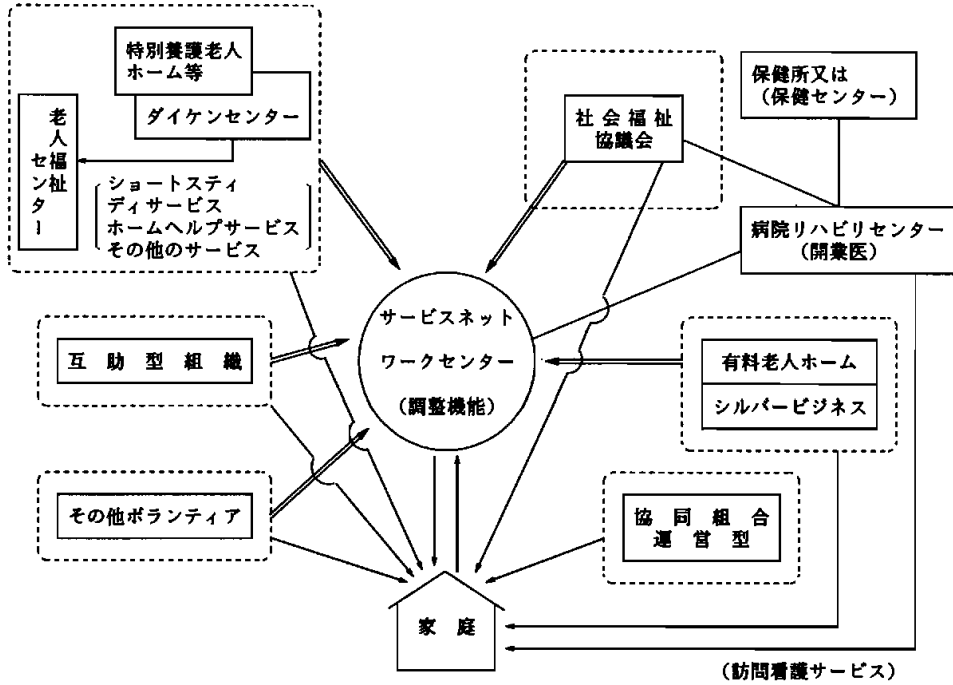 特別養護老人
ホーム等
ダイケンセンター
老人福祉
センター
ショートスティ
ディサービス
ホームヘルプサービス
その他のサービス
社会福祉
協議会
保健所又は
（保健センター）
病院リハビリセンター
（開業医）
サービスネット
ワークセンター
（調整機能）
互助型組織
有料老人ホーム
シルバービジネス
その他ボランティア
協同組合
運営型
家庭
（訪問看護サービス）